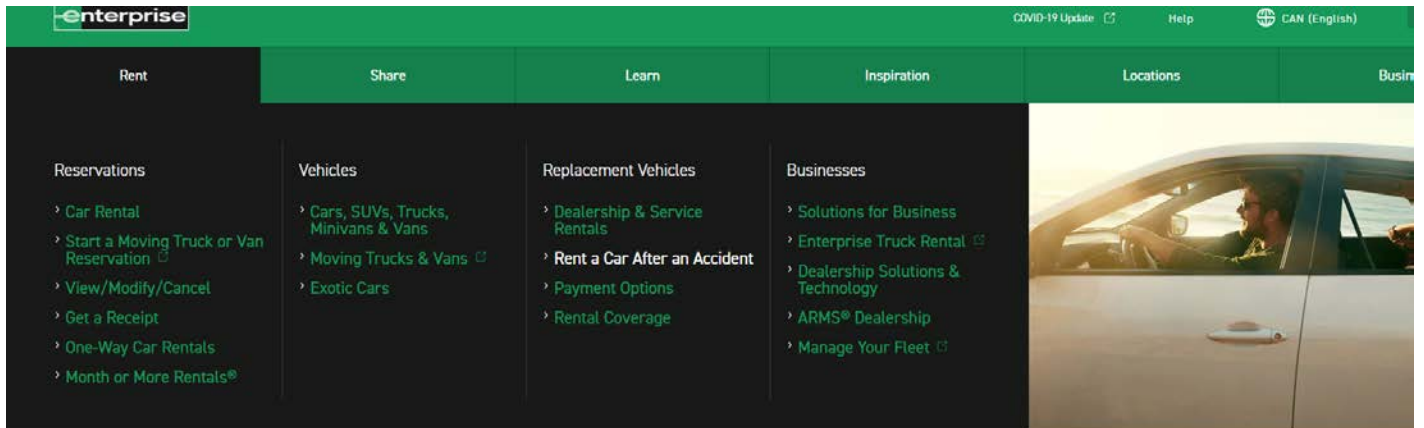 enterprise
COVID-19 Update
Help
CAN (English)
Rent
Share
Learn
Inspiration
Locations
Reservations
Car Rental
Start a Moving Truck or Van
Reservation
View/Modify/Cancel
Get a Receipt
One-Way Car Rentals
Month or More Rentals®
Vehicles
Cars, SUVs, Trucks,
Minivans & Vans
Moving Trucks & Vans
Exotic Cars
Replacement Vehicles
Dealership & Service
Rentals
Rent a Car After an Accident
Payment Options
Rental Coverage
Businesses
Solutions for Business
Enterprise Truck Rental
Dealership Solutions &
Technology
ARMS® Dealership
Manage Your Fleet